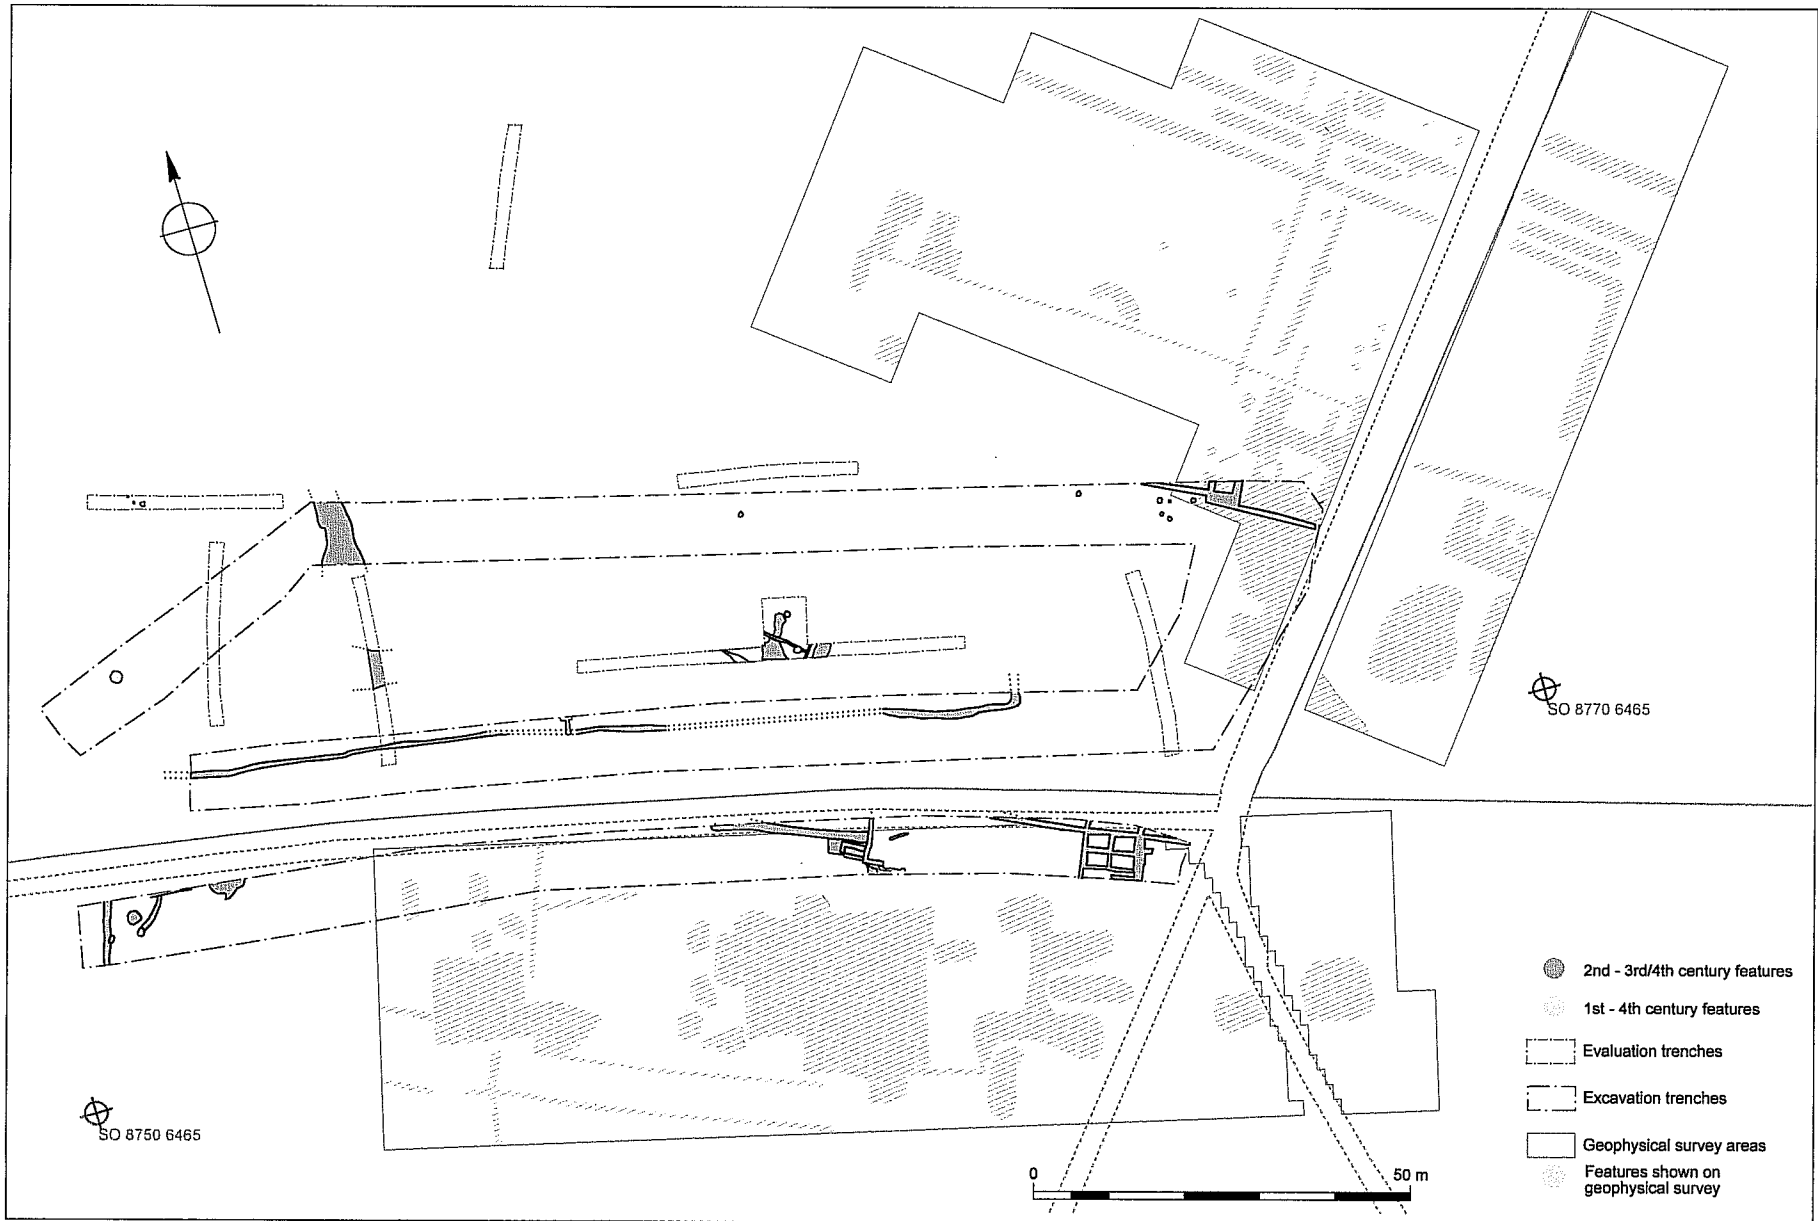 SO 8770 6465
2nd - 3rd/4th century features
1st - 4th century features
Evaluation trenches
Excavation trenches
SO 8750 6465
Geophysical survey areas
Features shown on
geophysical survey
0 50 m